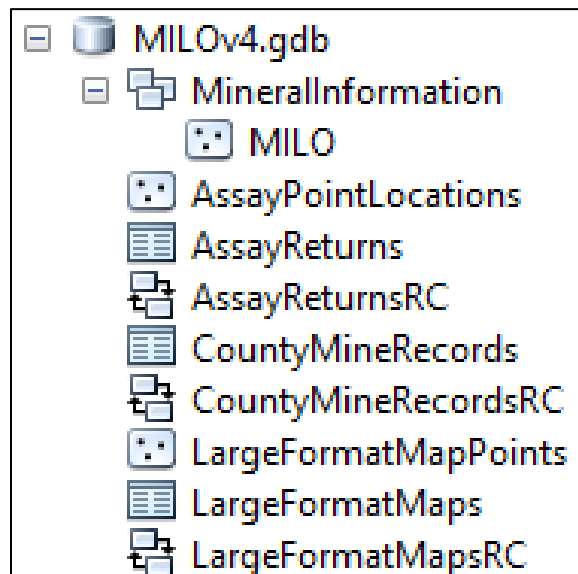 MILOv4.gdb
MineralInformation
MILO
AssayPointLocations
AssayReturns
AssayReturnsRC
CountyMineRecords
CountyMineRecordsRC
LargeFormatMapPoints
LargeFormatMaps
LargeFormatMapsRC